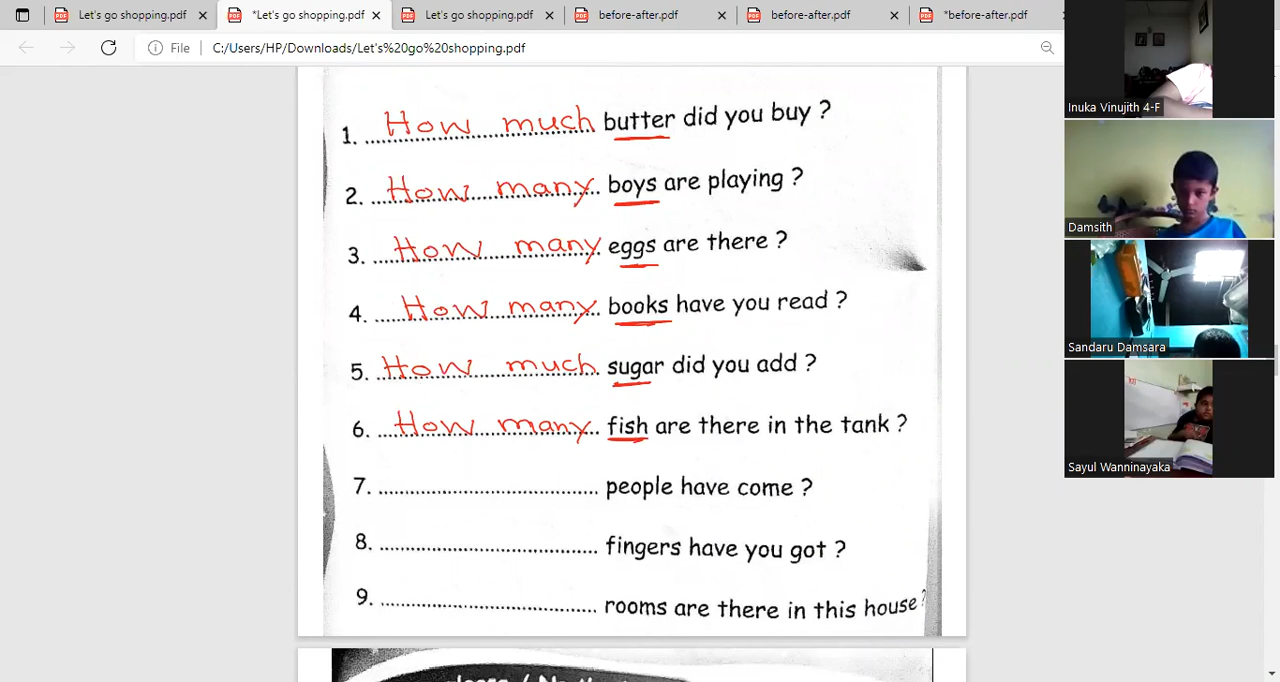 Let's go shopping.pdf
*Let's go shopping.pdf
Let's go shopping.pdf
before-after.pdf
before-after.pdf
*before-after.pdf
File C:/Users/HP/Downloads/Let's%20go%20shopping.pdf
1. How much butter did you buy ?
2. How many boys are playing ?
3. How many eggs are there ?
4. How many books have you read ?
5. How much sugar did you add ?
6. How many fish are there in the tank ?
7. .................................... people have come ?
8. .................................... fingers have you got ?
9. .................................... rooms are there in this house ?
Inuka Vinujith 4-F
Damsith
Sandaru Damsara
Sayul Wanninayaka